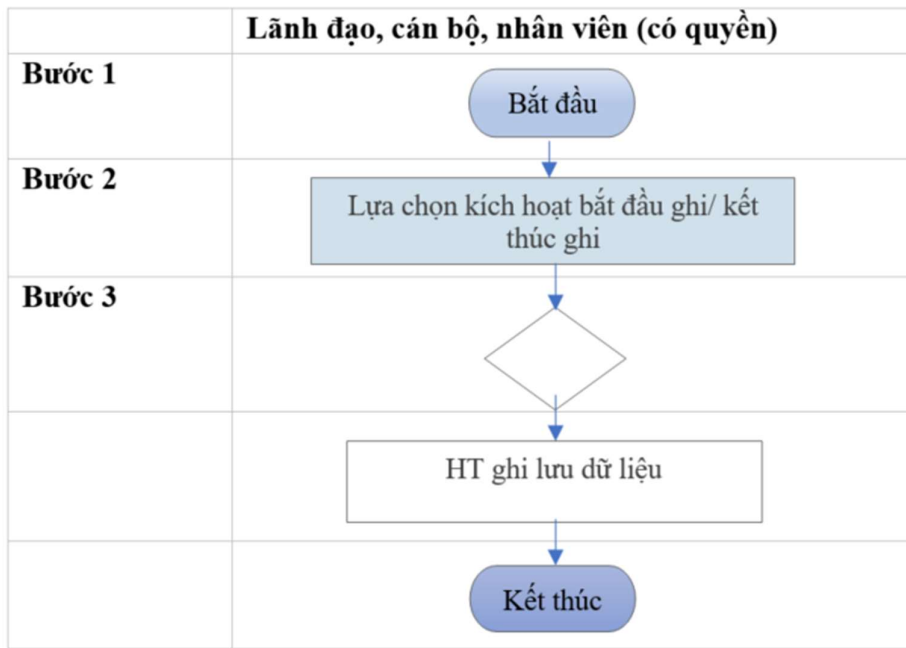 Lãnh đạo, cán bộ, nhân viên (có quyền)
Bước 1
Bắt đầu
Bước 2
Lựa chọn kích hoạt bắt đầu ghi/ kết
thúc ghi
Bước 3
HT ghi lưu dữ liệu
Kết thúc